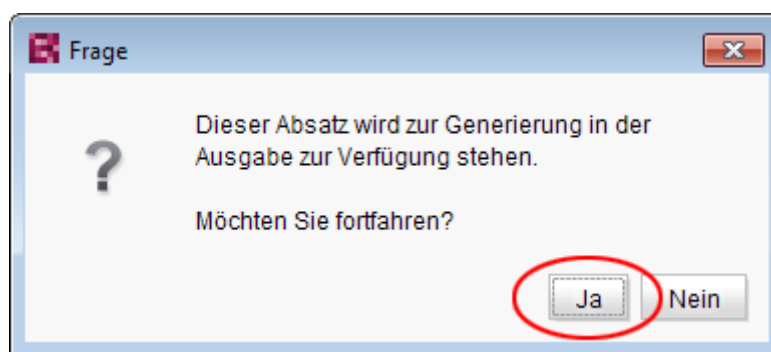 Frage
Dieser Absatz wird zur Generierung in der
Ausgabe zur Verfügung stehen.
Möchten Sie fortfahren?
Ja Nein